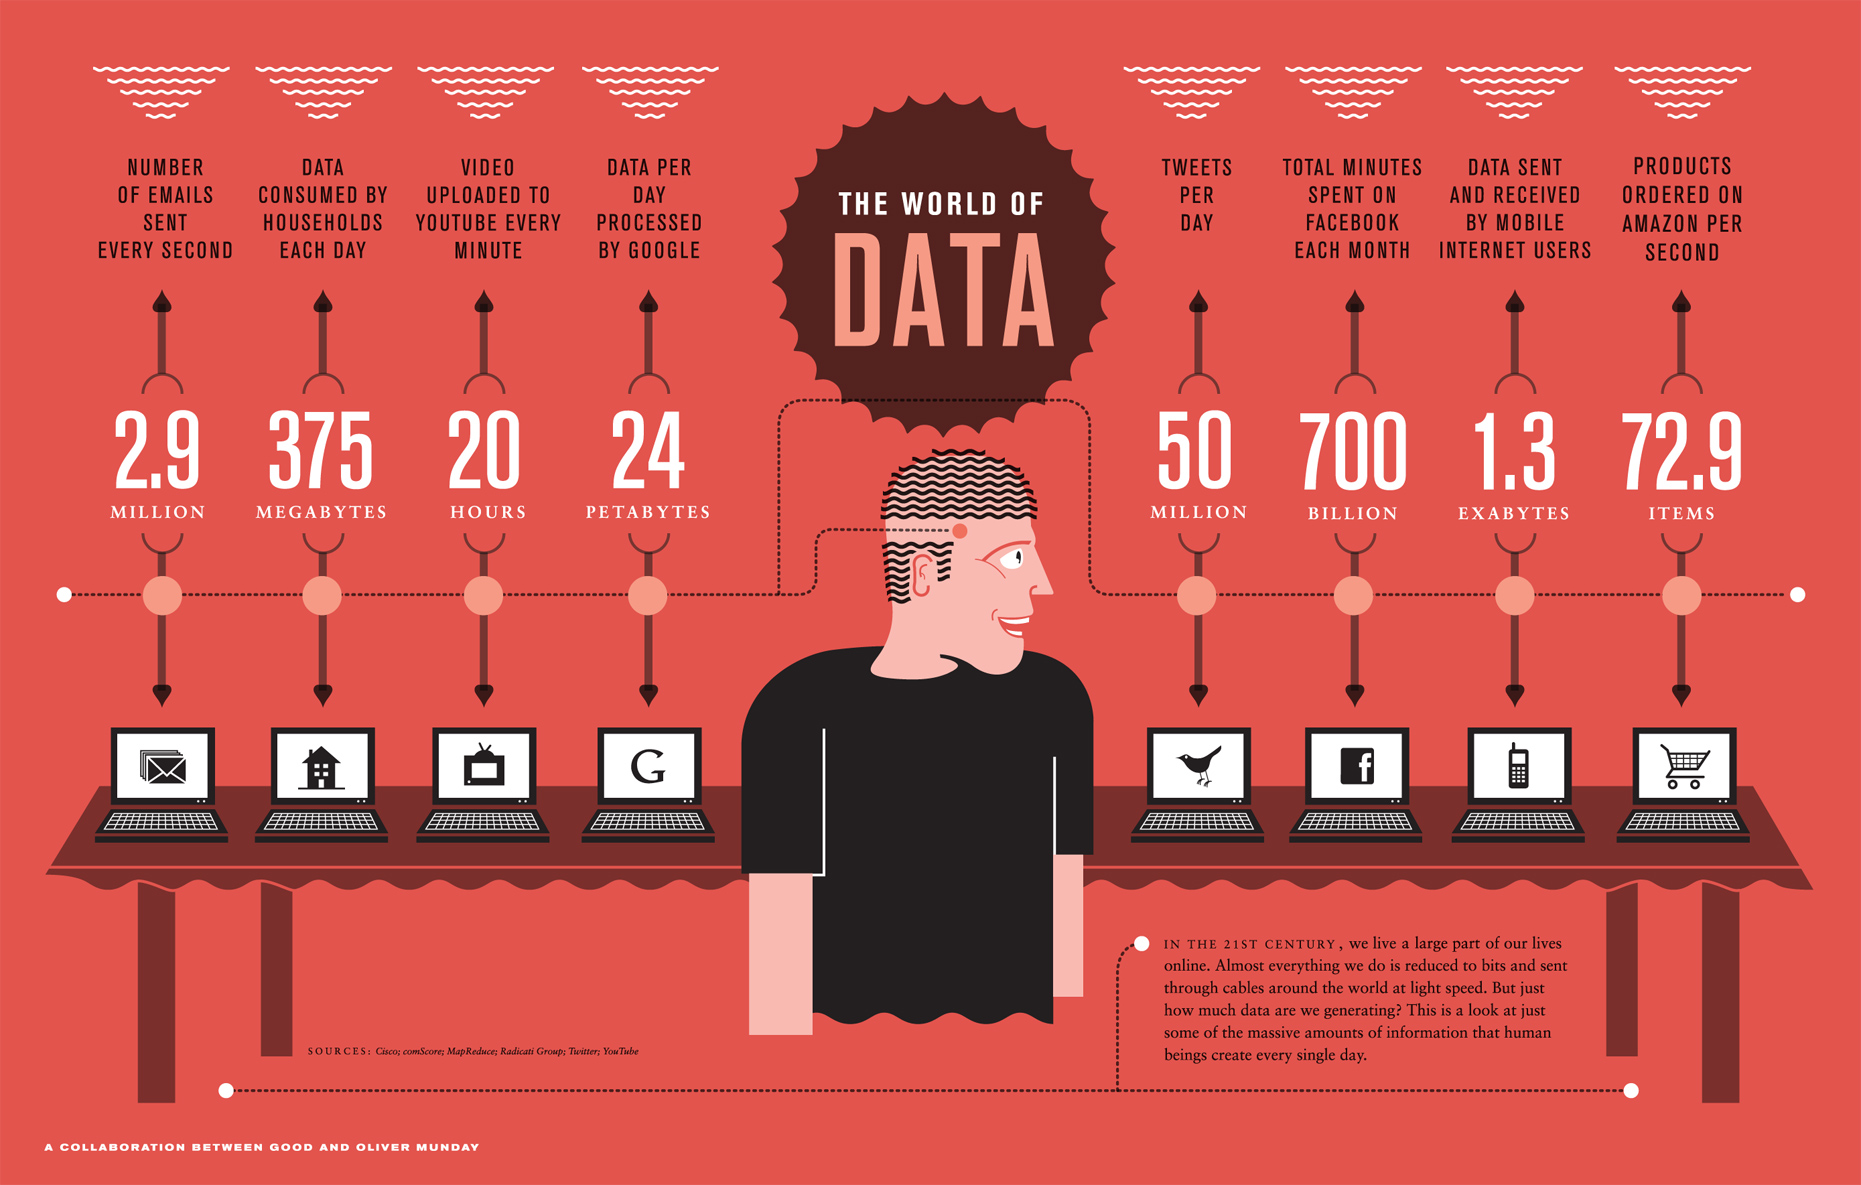 THE WORLD OF
DATA
NUMBER
OF EMAILS
SENT
EVERY SECOND
2.9
MILLION
DATA
CONSUMED BY
HOUSEHOLDS
EACH DAY
375
MEGABYTES
VIDEO
UPLOADED TO
YOUTUBE EVERY
MINUTE
20
HOURS
DATA PER
DAY
PROCESSED
BY GOOGLE
24
PETABYTES
TWEETS
PER
DAY
50
MILLION
TOTAL MINUTES
SPENT ON
FACEBOOK
EACH MONTH
700
BILLION
DATA SENT
AND RECEIVED
BY MOBILE
INTERNET USERS
1.3
EXABYTES
PRODUCTS
ORDERED ON
AMAZON PER
SECOND
72.9
ITEMS
G
f
IN THE 21ST CENTURY, we live a large part of our lives
online. Almost everything we do is reduced to bits and sent
through cables around the world at light speed. But just
how much data are we generating? This is a look at just
some of the massive amounts of information that human
beings create every single day.
SOURCES: Cisco; comScore; MapReduce; Radicati Group; Twitter; YouTube
A COLLABORATION BETWEEN GOOD AND OLIVER MUNDAY